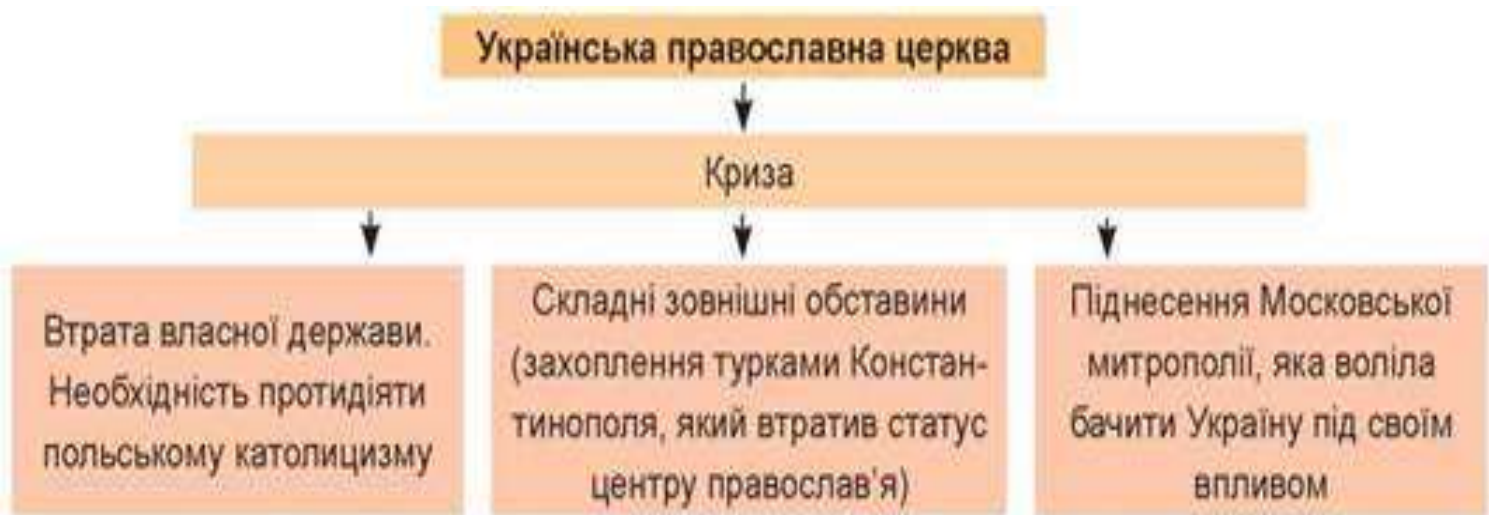 Українська православна церква
Криза
Втрата власної держави.
Необхідність протидіяти
польському католицизму
Складні зовнішні обставини
(захоплення турками Констан-
тинополя, який втратив статус
центру православ’я)
Піднесення Московської
митрополії, яка воліла
бачити Україну під своїм
впливом